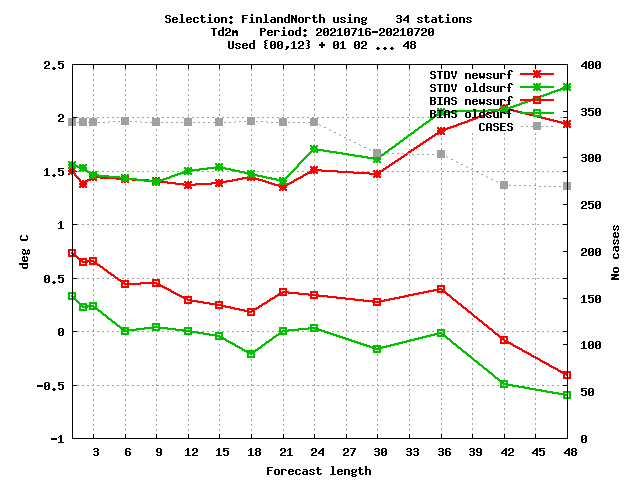 Selection: FinlandNorth using    34 stations
Td2m   Period: 20210716-20210720
Used {00,12} + 01 02 ... 48
2.5
2
1.5
1
0.5
0
-0.5
-1
deg C
400
350
300
250
200
150
100
50
0
No cases
STDV newsurf
STDV oldsurf
BIAS newsurf
BIAS oldsurf
CASES
3 6 9 12 15 18 21 24 27 30 33 36 39 42 45 48
Forecast length